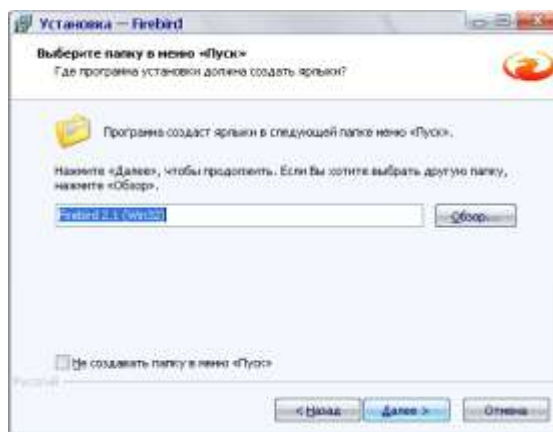 Установка — Firebird
Выберите папку в меню «Пуск»
Где программа установки должна создать ярлыки?
Программа создаст ярлыки в следующей папке меню «Пуск».
Нажмите «Далее», чтобы продолжить. Если Вы хотите выбрать другую папку,
нажмите «Обзор».
Firebird 2.1 (Win32)
Обзор...
Не создавать папку в меню «Пуск»
Русский
< Назад
Далее >
Отмена